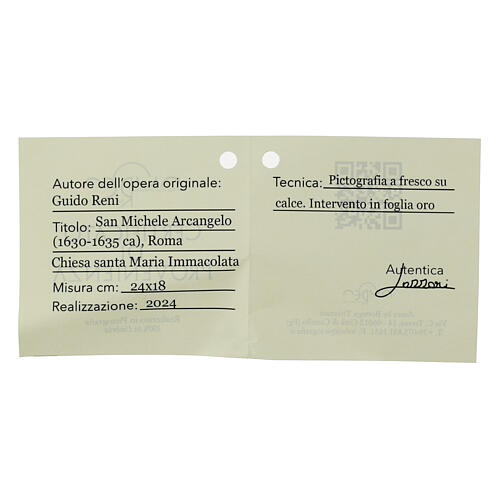 Autore dell'opera originale:
Guido Reni
Titolo: San Michele Arcangelo
(1630-1635 ca), Roma
Chiesa santa Maria Immacolata
Misura cm: 24x18
Realizzazione: 2024
Tecnica: Pictografia a fresco su
calce. Intervento in foglia oro
Autentica